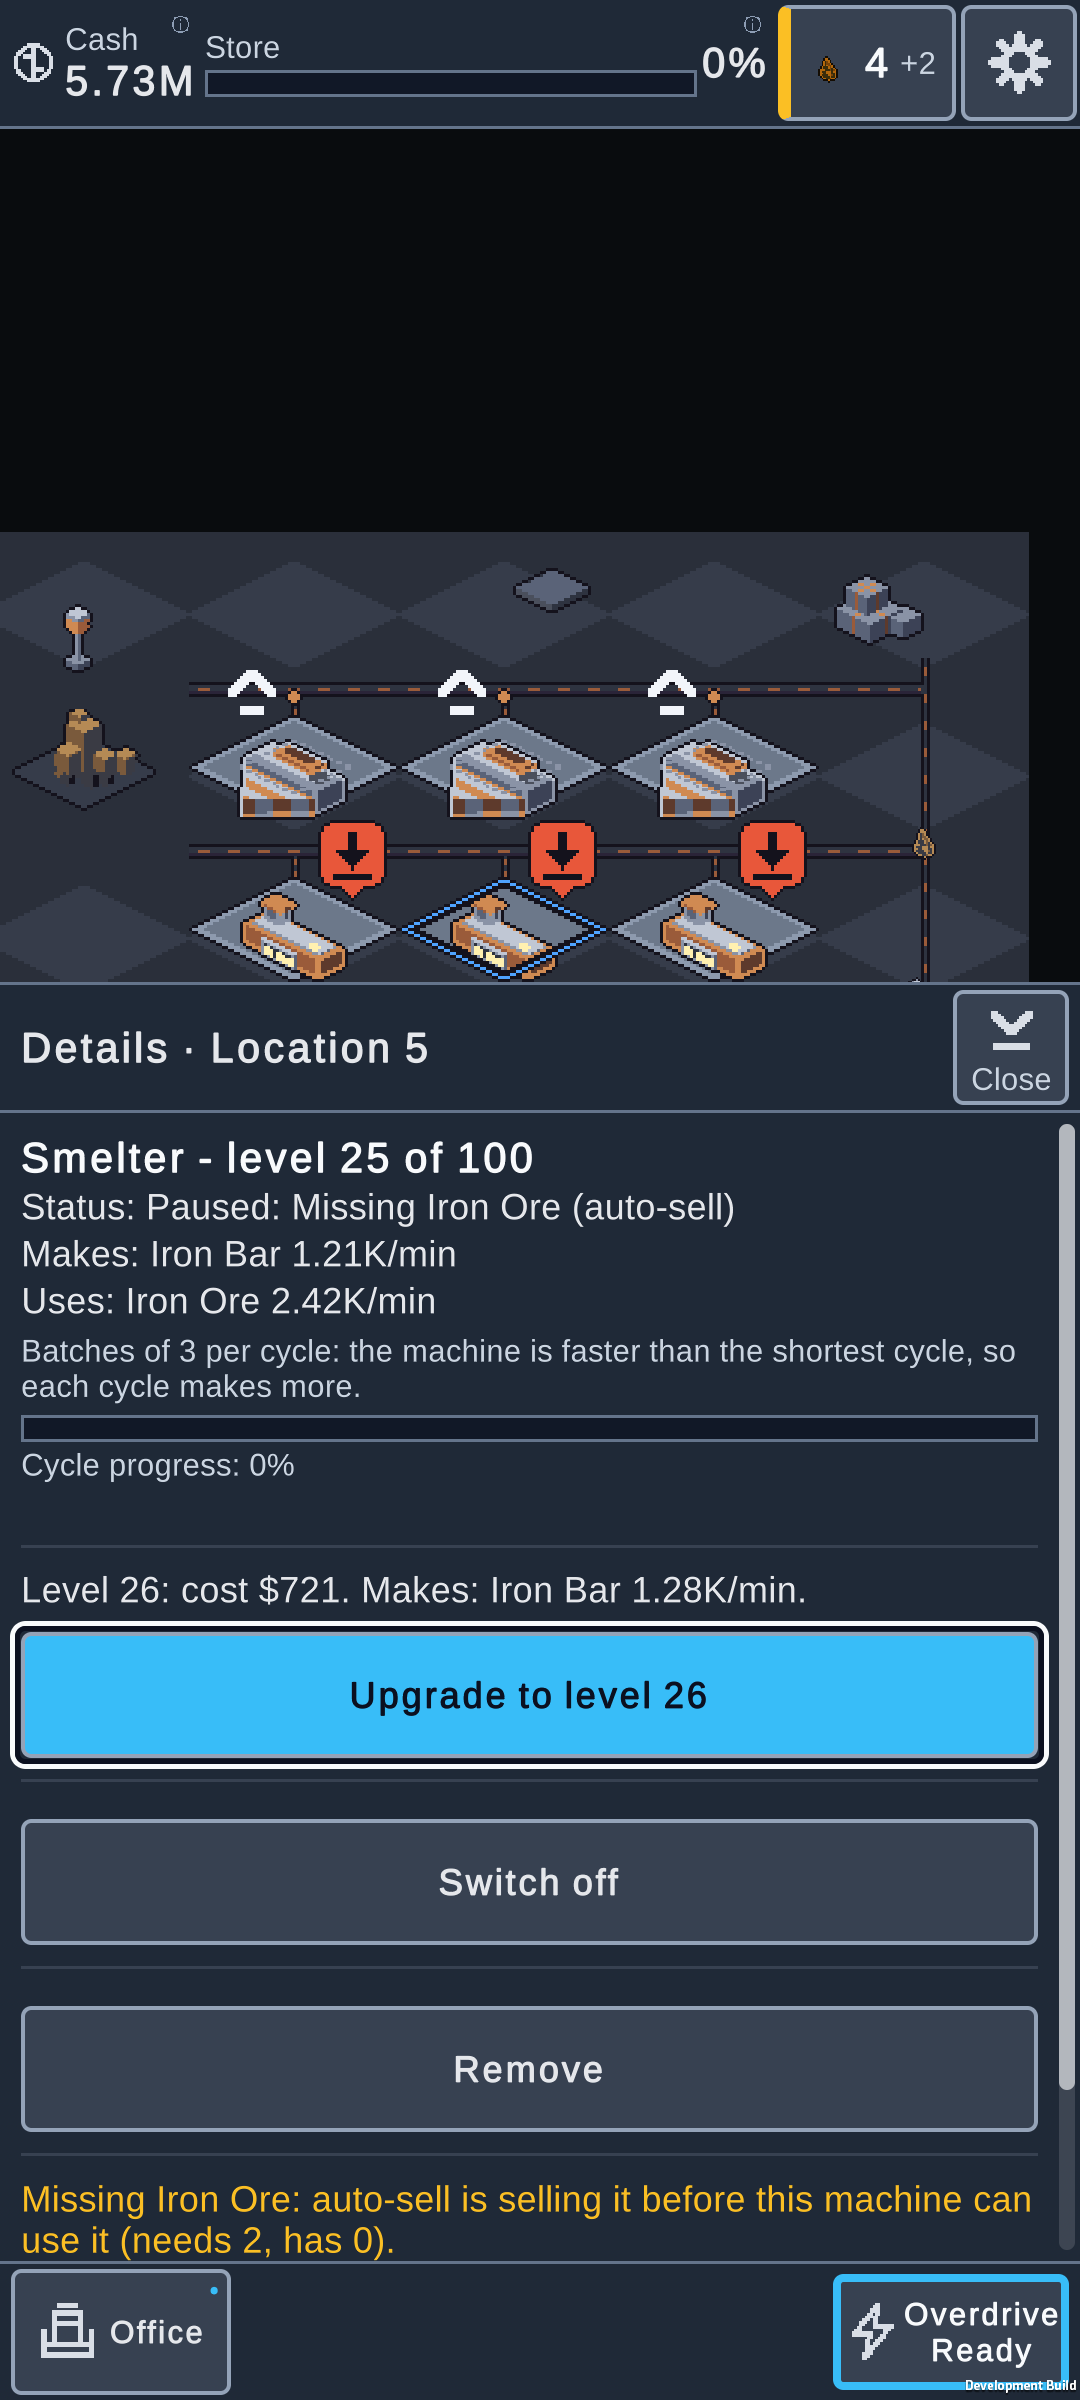 Cash
5.73M
Store
0%
4 +2
Details · Location 5
Close
Smelter - level 25 of 100
Status: Paused: Missing Iron Ore (auto-sell)
Makes: Iron Bar 1.21K/min
Uses: Iron Ore 2.42K/min
Batches of 3 per cycle: the machine is faster than the shortest cycle, so
each cycle makes more.
Cycle progress: 0%
Level 26: cost $721. Makes: Iron Bar 1.28K/min.
Upgrade to level 26
Switch off
Remove
Missing Iron Ore: auto-sell is selling it before this machine can
use it (needs 2, has 0).
Office
Overdrive
Ready
Development Build